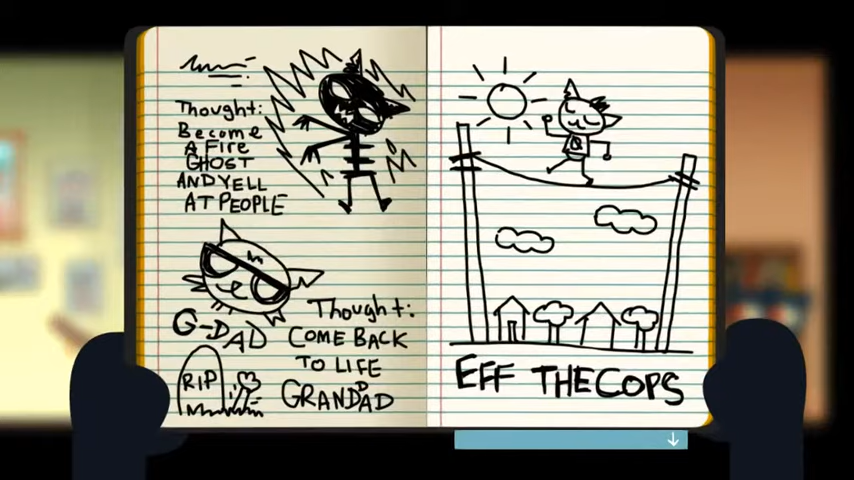 Thought:
Become
A Fire
GHOST
AND YELL
AT PEOPLE
G-DAD
RIP
Thought:
COME BACK
TO LIFE
GRANDDAD
EFF THE COPS